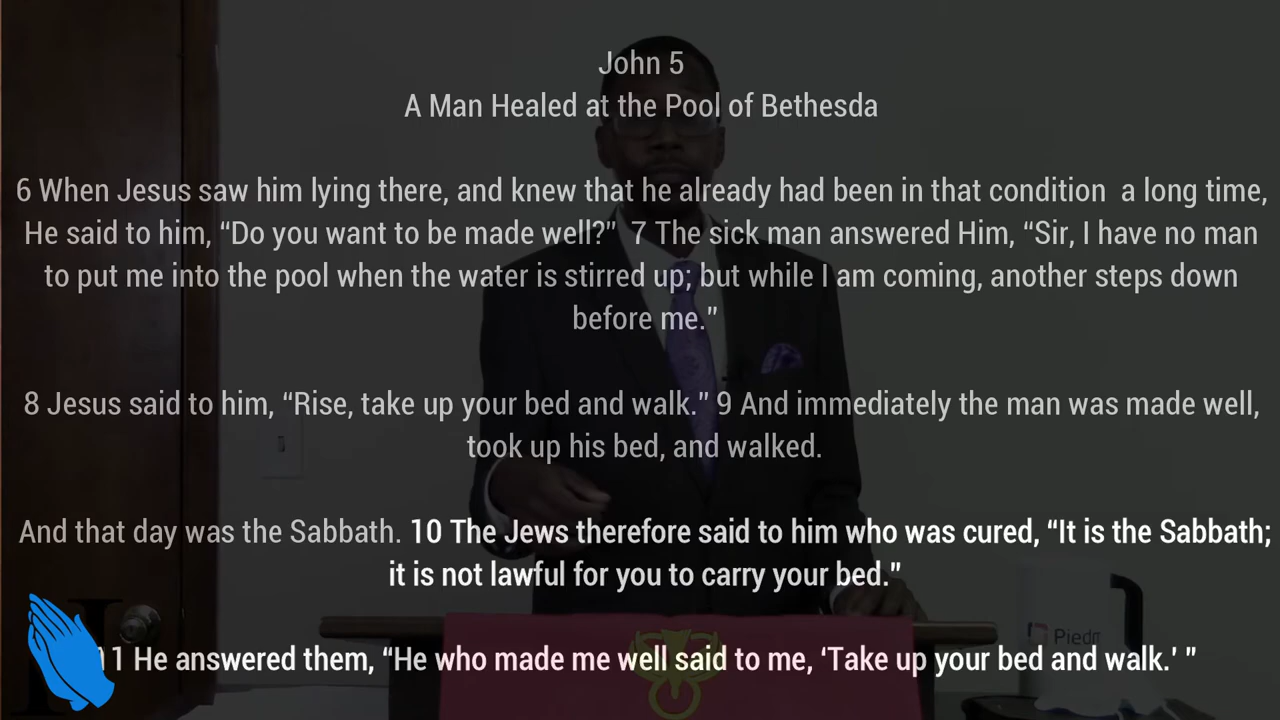 John 5
A Man Healed at the Pool of Bethesda
6 When Jesus saw him lying there, and knew that he already had been in that condition  a long time,
He said to him, “Do you want to be made well?”  7 The sick man answered Him, “Sir, I have no man
to put me into the pool when the water is stirred up; but while I am coming, another steps down
before me.”
8 Jesus said to him, “Rise, take up your bed and walk.” 9 And immediately the man was made well,
took up his bed, and walked.
And that day was the Sabbath. 10 The Jews therefore said to him who was cured, “It is the Sabbath;
it is not lawful for you to carry your bed.”
11 He answered them, “He who made me well said to me, ‘Take up your bed and walk.’ ”